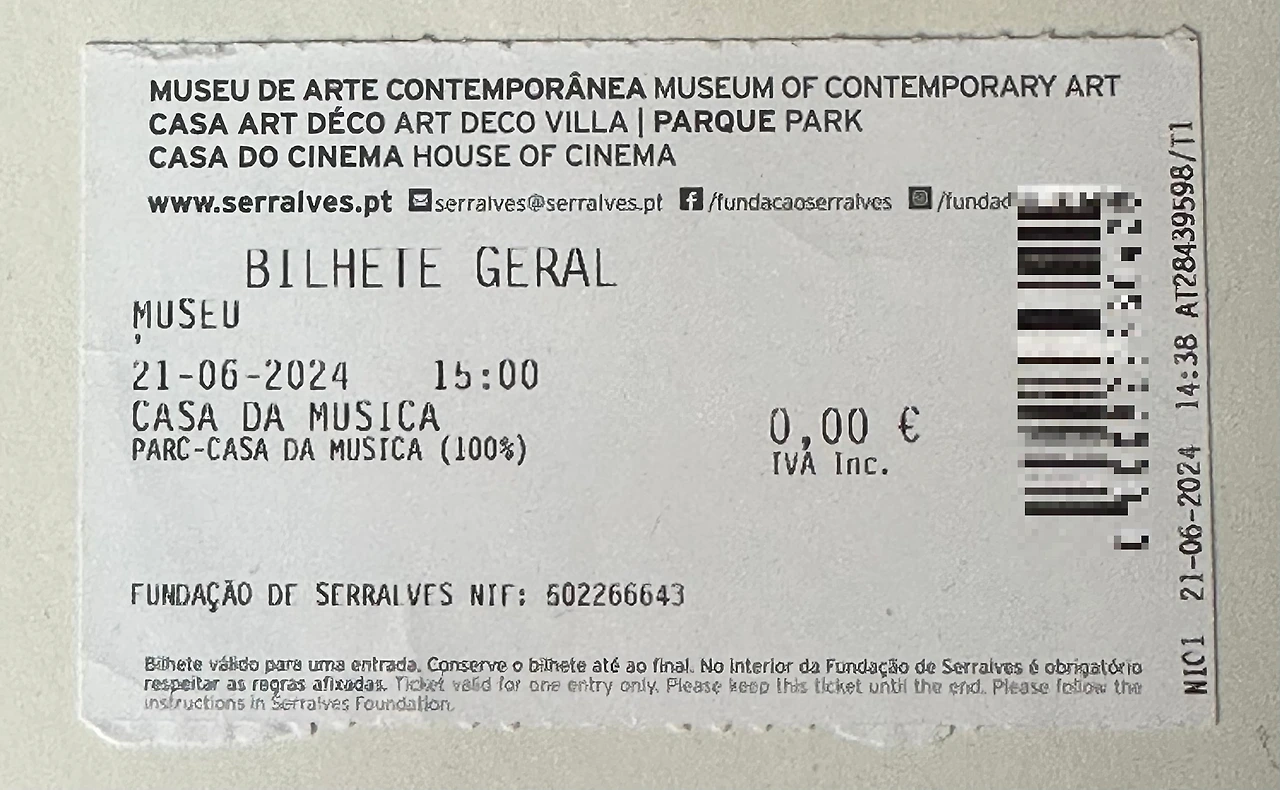 MUSEU DE ARTE CONTEMPORÂNEA MUSEUM OF CONTEMPORARY ART
CASA ART DÉCO ART DECO VILLA | PARQUE PARK
CASA DO CINEMA HOUSE OF CINEMA
www.serralves.pt serralves@serralves.pt /fundacaoserralves /fundad
BILHETE GERAL
MUSEU
,
21-06-2024 15:00
CASA DA MUSICA
PARC-CASA DA MUSICA (100%)
0,00 €
IVA Inc.
FUNDAÇÃO DE SERRALVES NIF: 502266643
Bilhete válido para uma entrada. Conserve o bilhete até ao final. No interior da Fundação de Serralves é obrigatório
respeitar as regras afixadas. Ticket valid for one entry only. Please keep this ticket until the end. Please follow the
instructions in Serralves Foundation.
NIC1 21-06-2024 14:38 AT28439598/T1